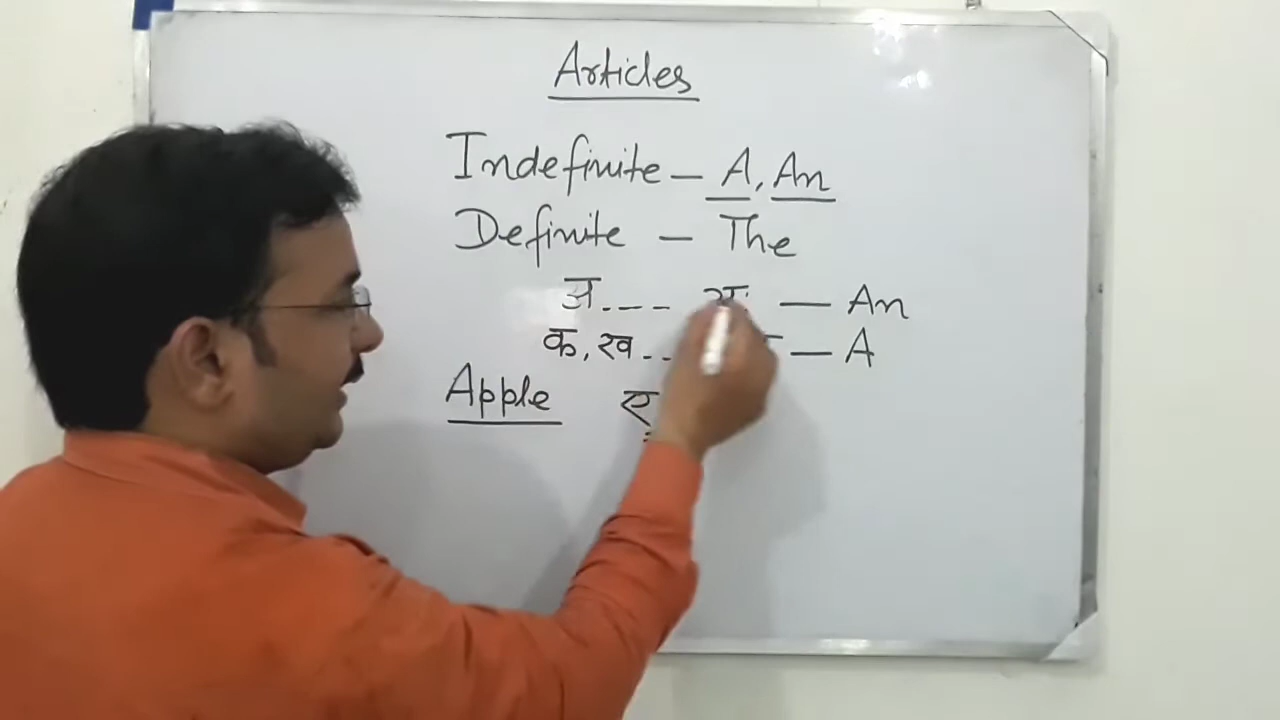 Articles
Indefinite – A, An
Definite – The
अ --- अः – An
क, ख -- – A
Apple ए